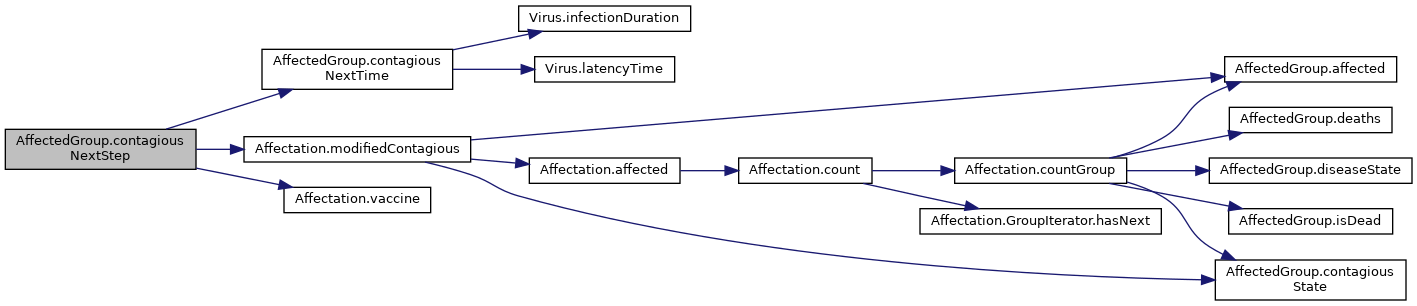 Virus.infectionDuration
AffectedGroup.contagious
NextTime
Virus.latencyTime
AffectedGroup.affected
AffectedGroup.deaths
AffectedGroup.contagious
NextStep
Affectation.modifiedContagious
Affectation.affected
Affectation.count
Affectation.countGroup
AffectedGroup.diseaseState
Affectation.vaccine
Affectation.GroupIterator.hasNext
AffectedGroup.isDead
AffectedGroup.contagious
State